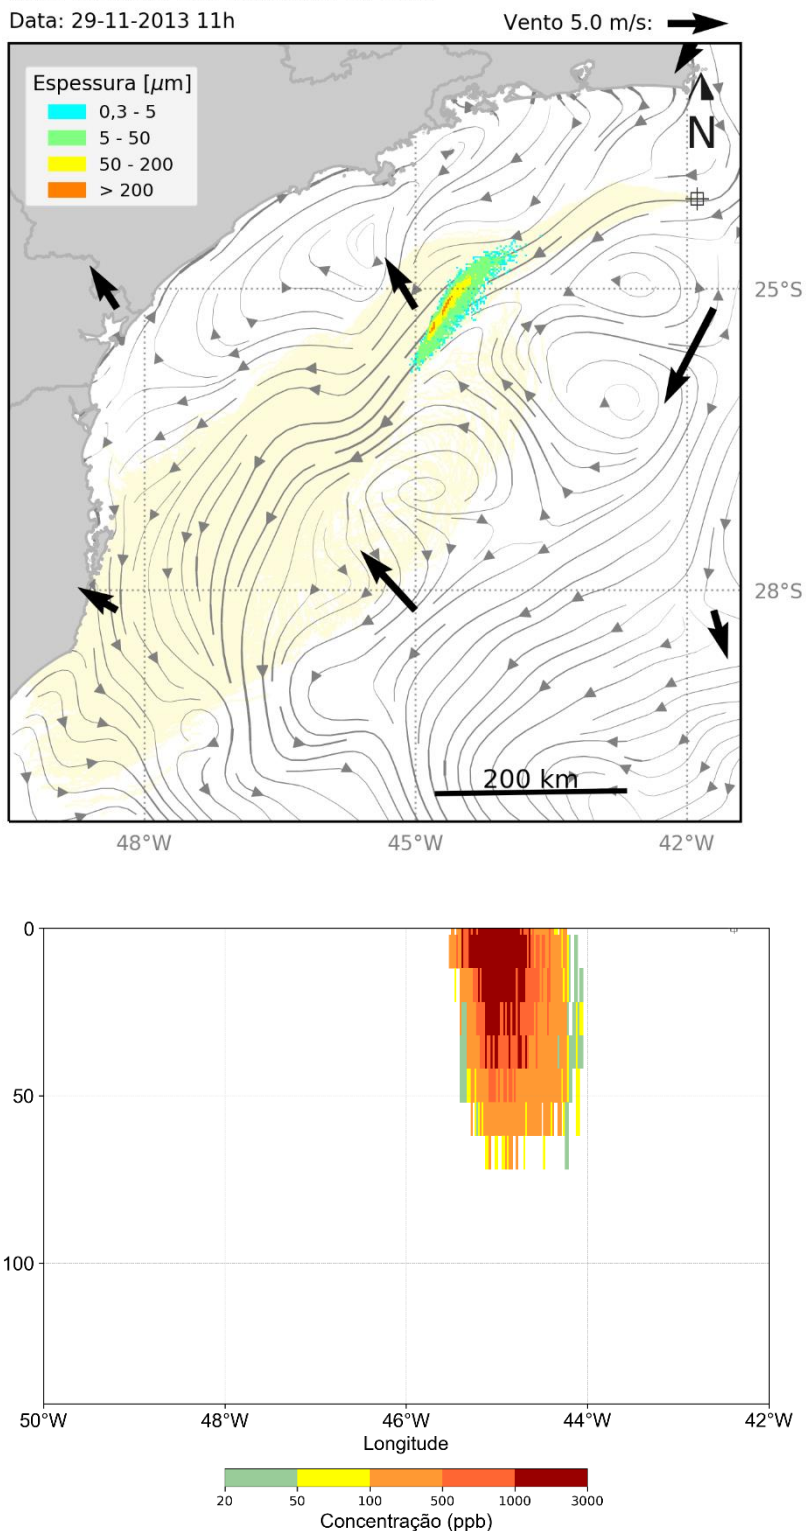 Data: 29-11-2013 11h
Vento 5.0 m/s:
Espessura [μm]
0,3 - 5
5 - 50
50 - 200
> 200
N
25°S
28°S
200 km
48°W
45°W
42°W
0
50
100
50°W
48°W
46°W
44°W
42°W
Longitude
20
50
100
500
1000
3000
Concentração (ppb)